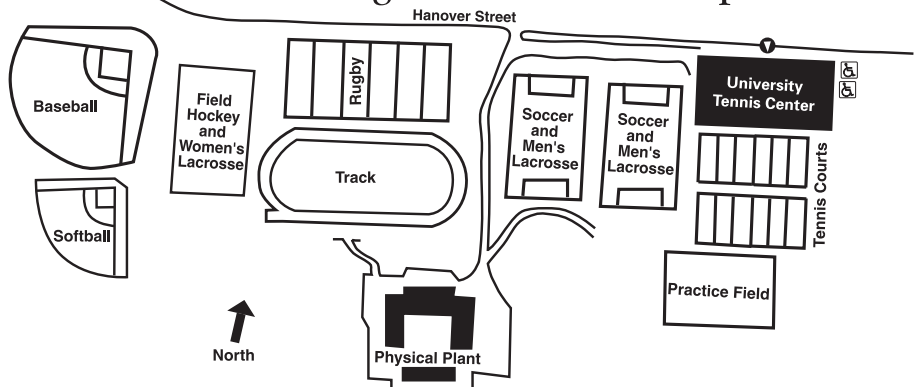 Hanover Street
Baseball
Field
Hockey
and
Women's
Lacrosse
Rugby
Soccer
and
Men's
Lacrosse
Soccer
and
Men's
Lacrosse
University
Tennis Center
Track
Tennis Courts
Softball
Practice Field
North
Physical Plant